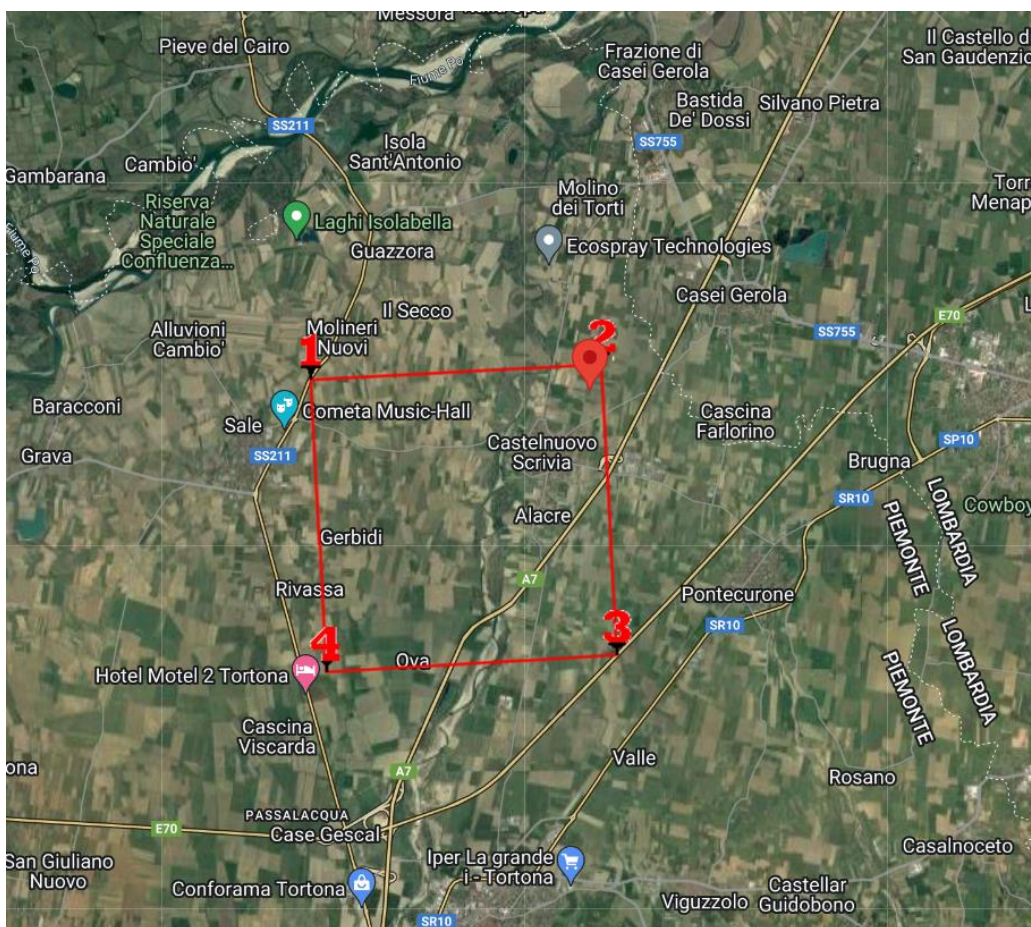 Messora
Pieve del Cairo
Fiume Po
Frazione di
Casei Gerola
Il Castello d
San Gaudenzio
SS211
Bastida
De' Dossi
Silvano Pietra
Isola
Sant'Antonio
SS755
Cambio'
Gambarana
Molino
dei Torti
Torr
Menap
Riserva
Naturale
Speciale
Confluenza...
Laghi Isolabella
Fiume Po
Guazzora
Ecospray Technologies
Casei Gerola
Il Secco
E70
Alluvioni
Cambio'
Molineri
Nuovi
SS755
1
2
Baracconi
Cometa Music-Hall
Sale
Cascina
Farlorino
Castelnuovo
Scrivia
SP10
Grava
SS211
Brugna
SR10
Cowboy
Alacre
LOMBARDIA
PIEMONTE
Gerbidi
A7
Rivassa
Pontecurone
SR10
3
4
Ova
LOMBARDIA
PIEMONTE
Hotel Motel 2 Tortona
Cascina
Viscarda
Valle
ona
A7
Rosano
PASSALACQUA
E70
Case Gescal
Casalnoceto
San Giuliano
Nuovo
Iper La grande
i - Tortona
Conforama Tortona
Castellar
Guidobono
Viguzzolo
SR10